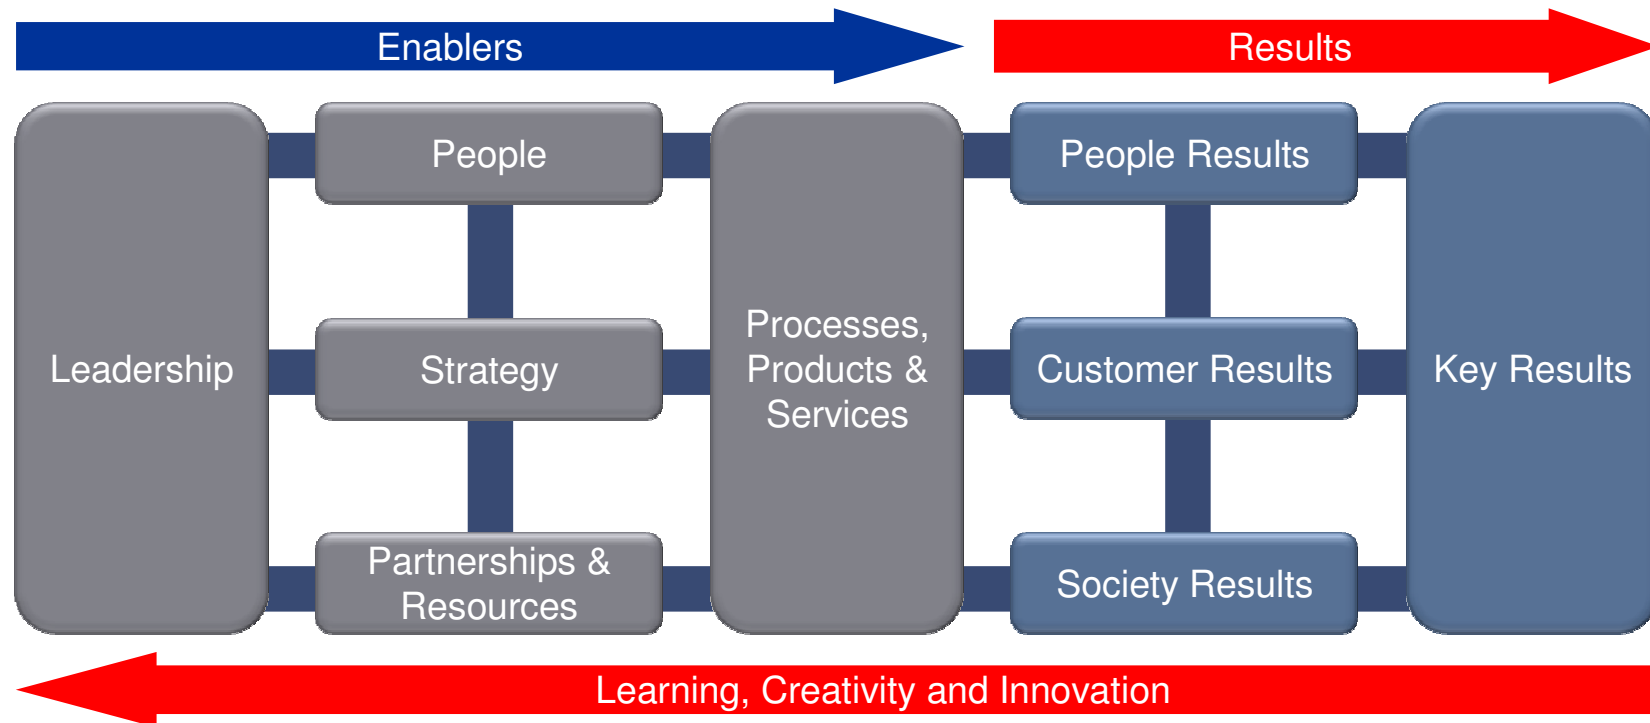 Enablers
Results
People
People Results
Leadership
Strategy
Processes,
Products &
Services
Customer Results
Key Results
Partnerships &
Resources
Society Results
Learning, Creativity and Innovation